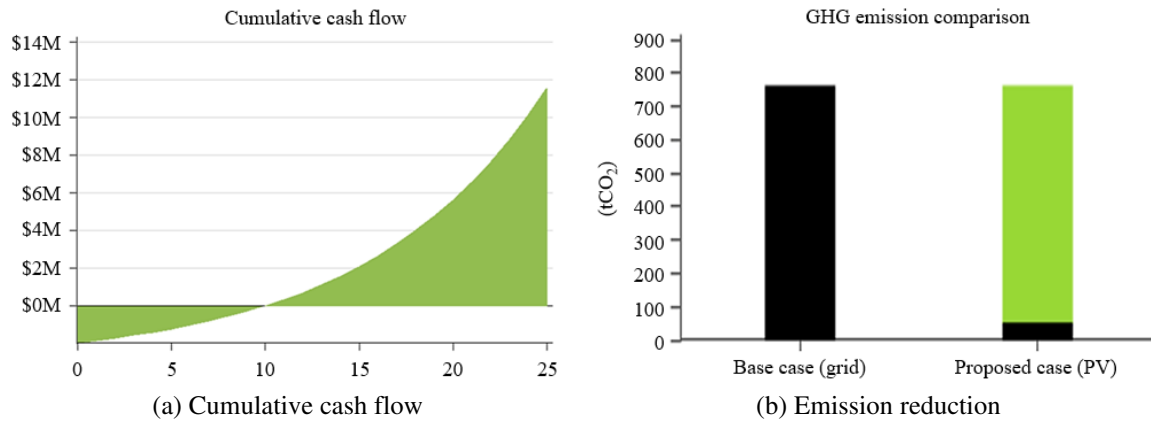 Cumulative cash flow
$14M
$12M
$10M
$8M
$6M
$4M
$2M
$0M
0 5 10 15 20 25
(a) Cumulative cash flow
GHG emission comparison
900
800
700
600
500
400
300
200
100
0
(tCO₂)
Base case (grid) Proposed case (PV)
(b) Emission reduction